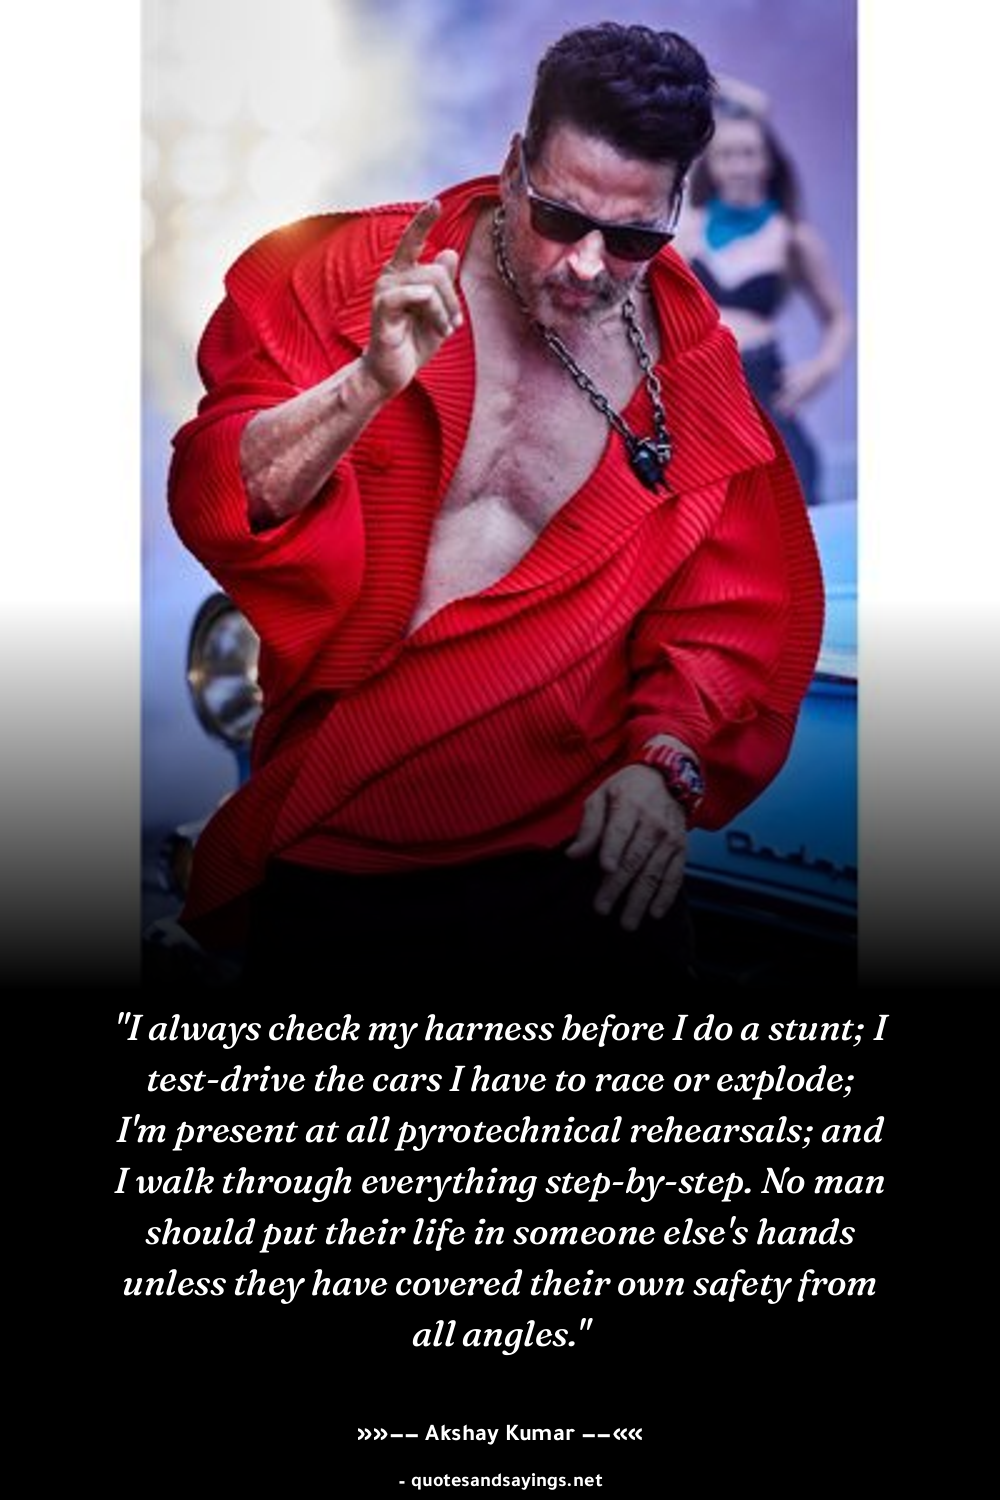 "I always check my harness before I do a stunt; I
test-drive the cars I have to race or explode;
I'm present at all pyrotechnical rehearsals; and
I walk through everything step-by-step. No man
should put their life in someone else's hands
unless they have covered their own safety from
all angles."
»»–– Akshay Kumar ––««
- quotesandsayings.net